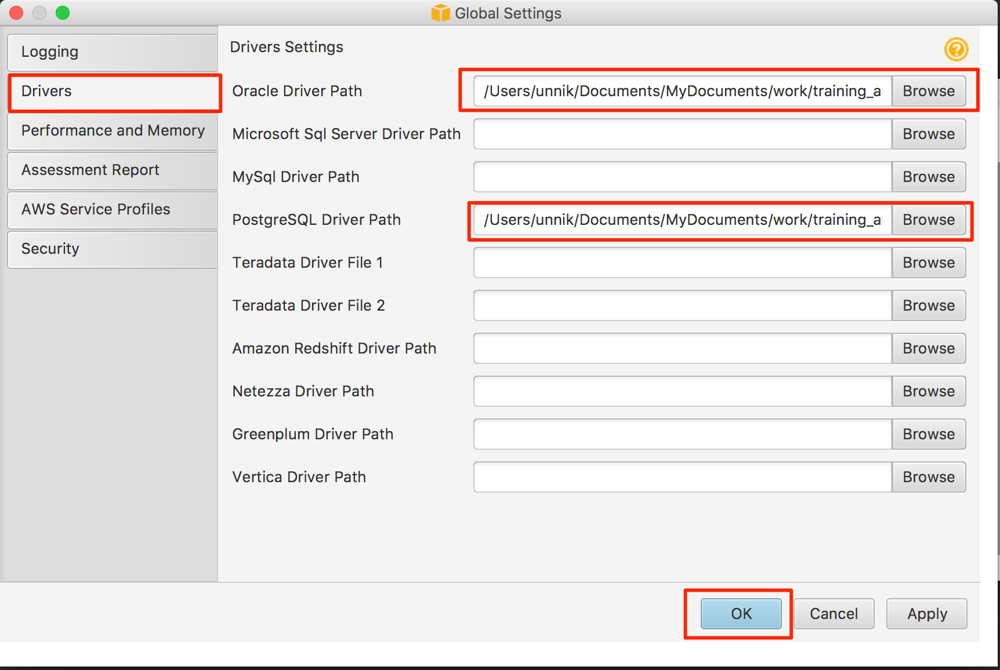 Global Settings
Logging
Drivers
Performance and Memory
Assessment Report
AWS Service Profiles
Security
Drivers Settings
?
Oracle Driver Path /Users/unnik/Documents/MyDocuments/work/training_a Browse
Microsoft Sql Server Driver Path Browse
MySql Driver Path Browse
PostgreSQL Driver Path /Users/unnik/Documents/MyDocuments/work/training_a Browse
Teradata Driver File 1 Browse
Teradata Driver File 2 Browse
Amazon Redshift Driver Path Browse
Netezza Driver Path Browse
Greenplum Driver Path Browse
Vertica Driver Path Browse
OK Cancel Apply